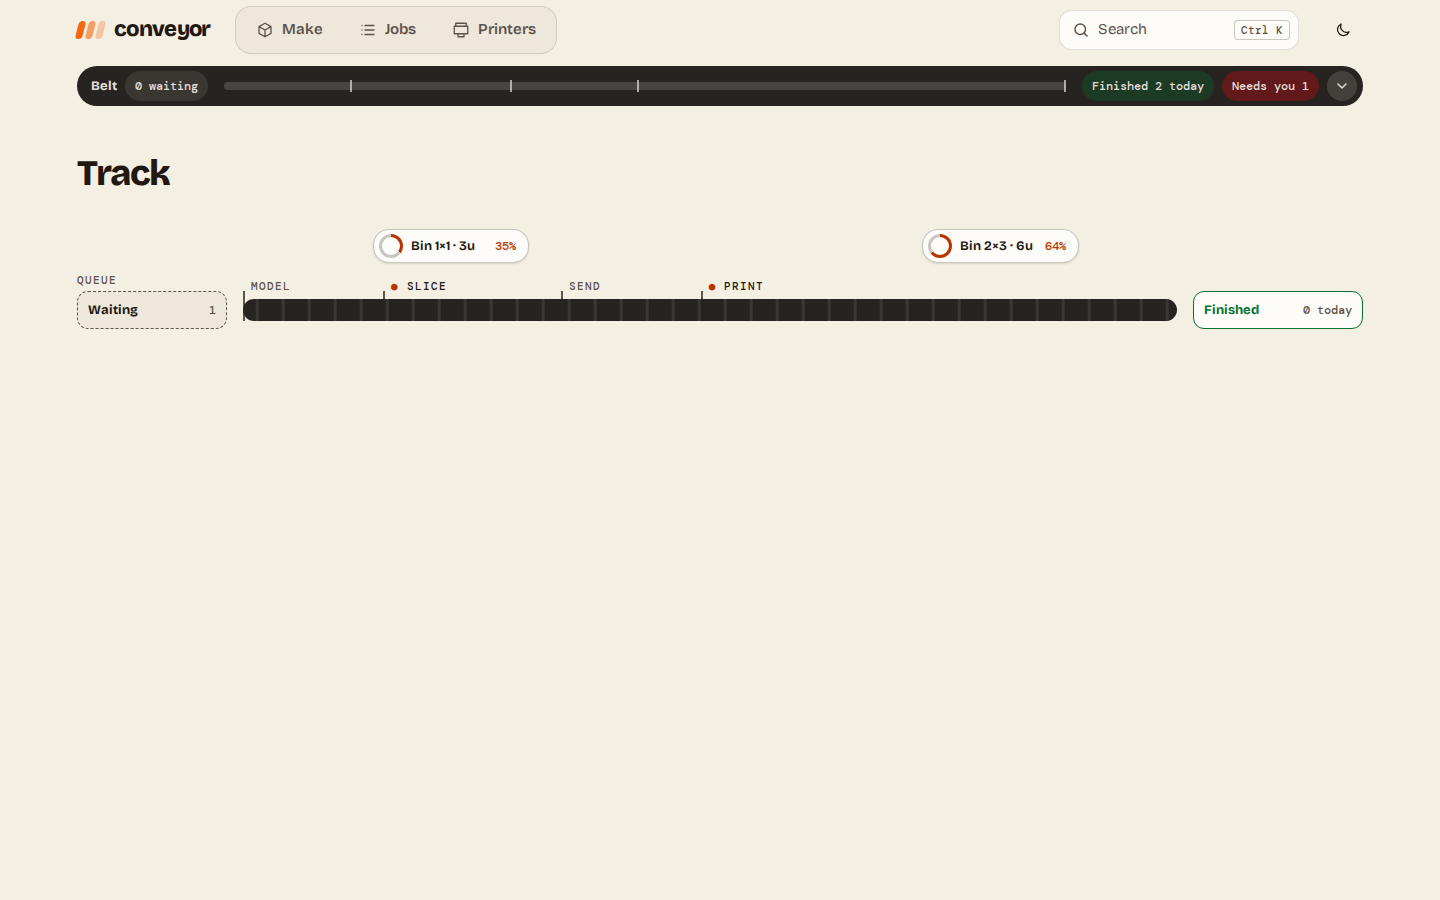 conveyor Make Jobs Printers Search Ctrl K
Belt 0 waiting Finished 2 today Needs you 1
Track
Bin 1×1 · 3u 35% Bin 2×3 · 6u 64%
QUEUE
MODEL SLICE SEND PRINT
Waiting 1 Finished 0 today